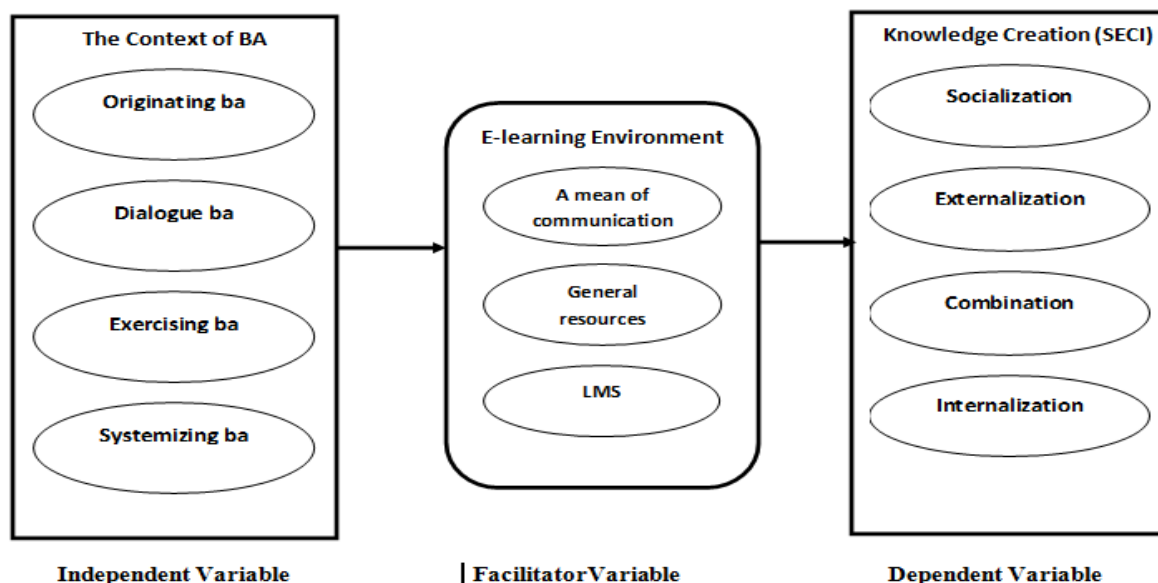 The Context of BA
Originating ba
Dialogue ba
Exercising ba
Systemizing ba
Independent Variable
E-learning Environment
A mean of
communication
General
resources
LMS
FacilitatorVariable
Knowledge Creation (SECI)
Socialization
Externalization
Combination
Internalization
Dependent Variable